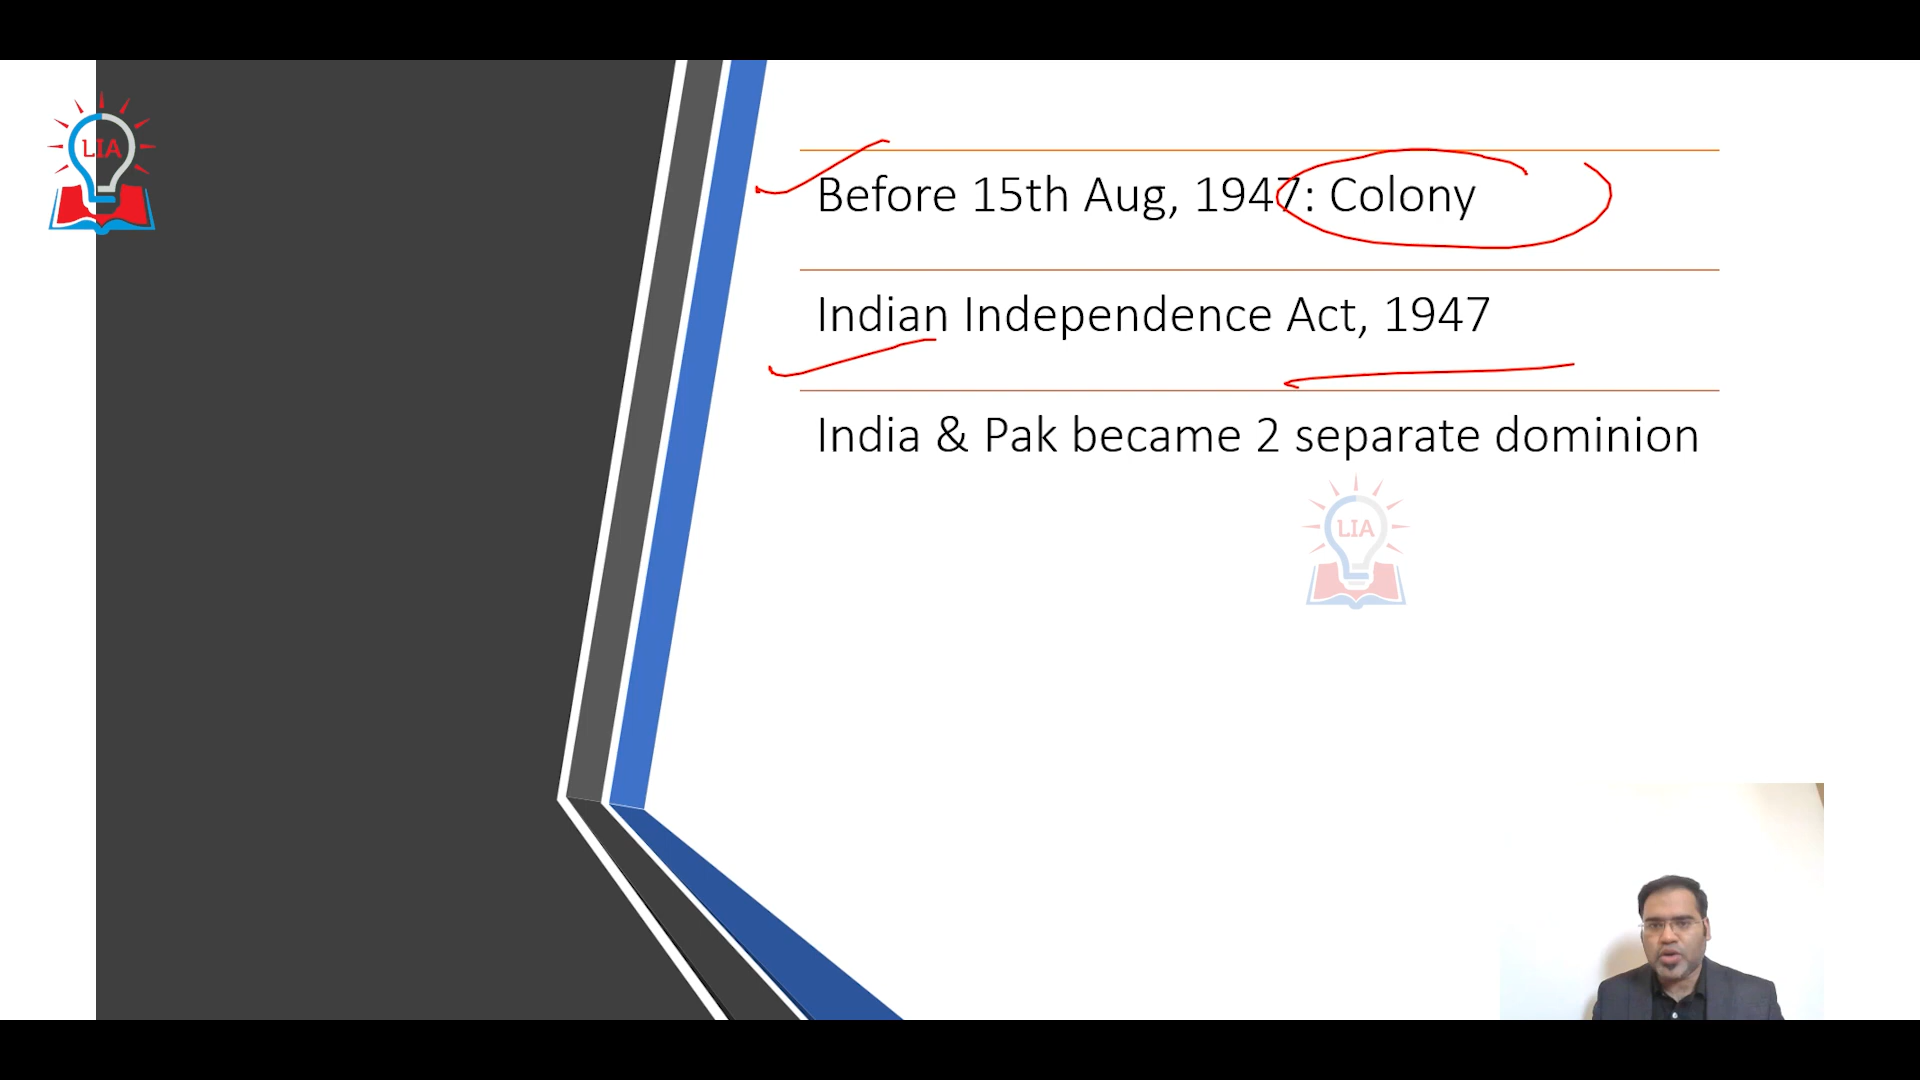 LIA
Before 15th Aug, 1947: Colony
Indian Independence Act, 1947
India & Pak became 2 separate dominion
LIA